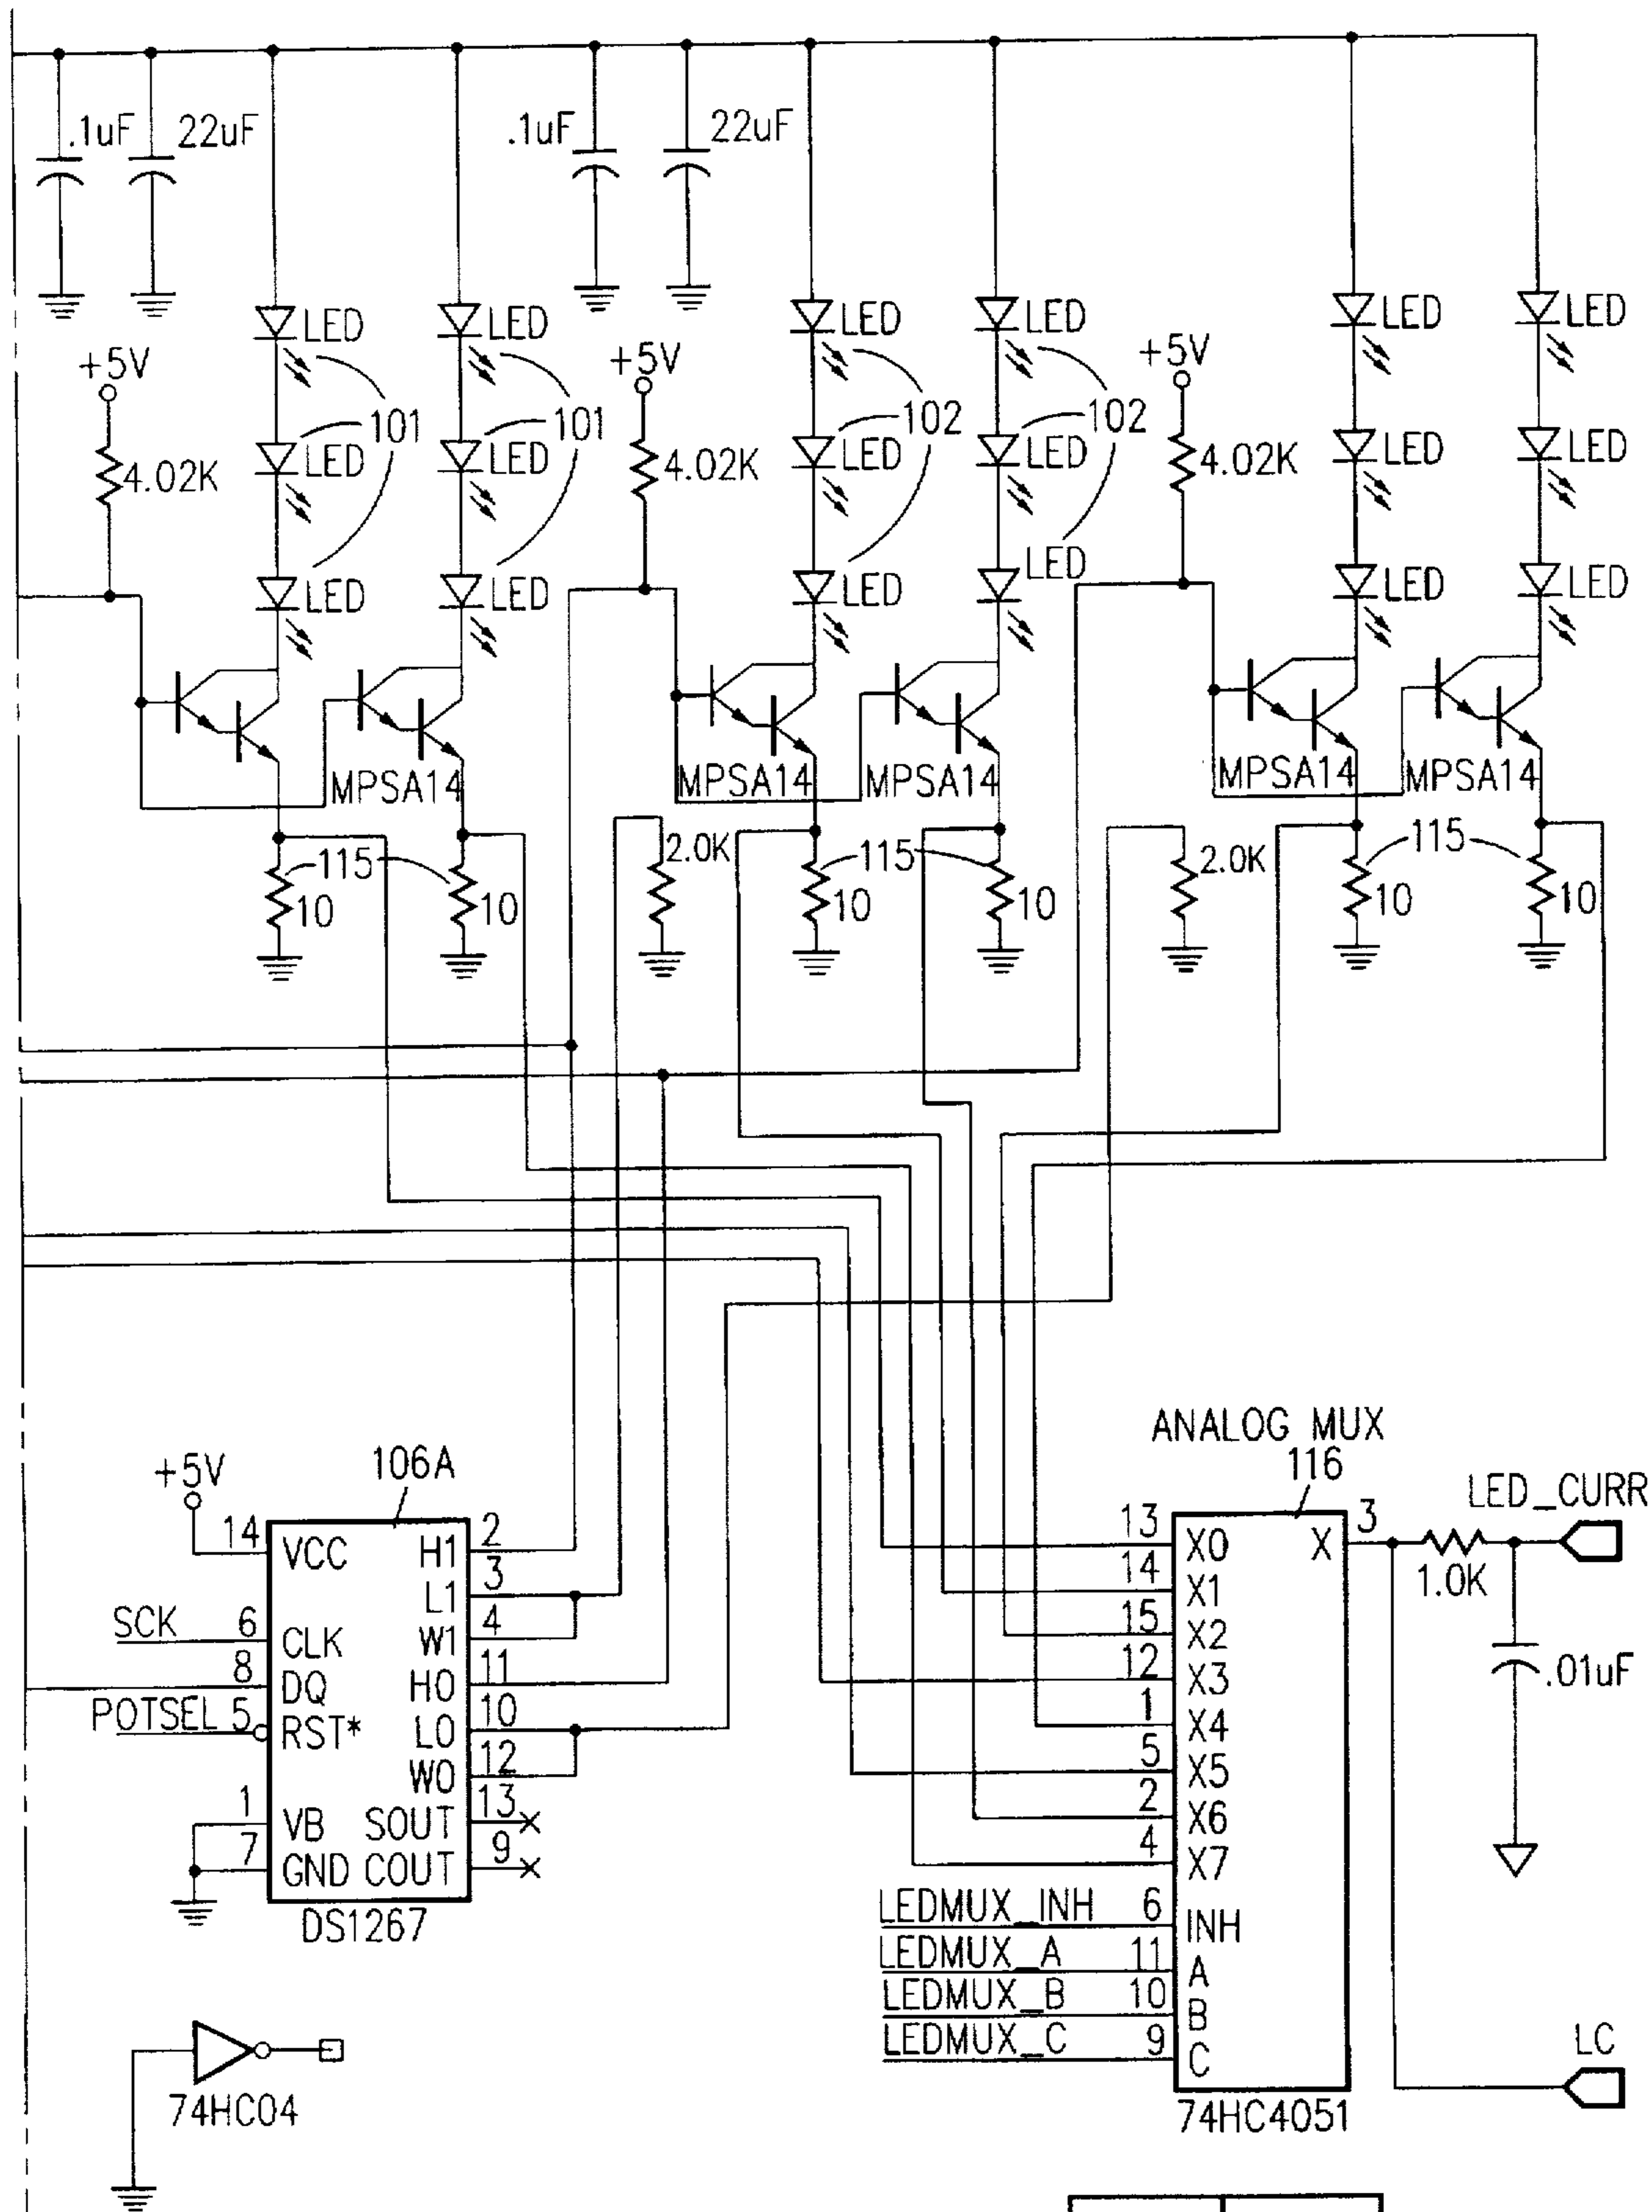 .1uF 22uF .1uF 22uF
LED LED LED LED LED LED
+5V +5V +5V
101 101 102 102
4.02K LED LED 4.02K LED LED 4.02K LED LED
LED LED LED LED LED LED
MPSA14 MPSA14 MPSA14 MPSA14 MPSA14
115 2.0K 115 2.0K 115
10 10 10 10 10 10
ANALOG MUX
+5V 106A 116 LED_CURR
14 VCC H1 2 13 X0 X 3
L1 3 14 X1 1.0K
SCK 6 CLK W1 4 15 X2
8 DQ H0 11 12 X3 .01uF
POTSEL 5 RST* L0 10 1 X4
W0 12 5 X5
1 VB SOUT 13 2 X6
7 GND COUT 9 4 X7
DS1267 LEDMUX_INH 6 INH
LEDMUX_A 11 A
LEDMUX_B 10 B
LEDMUX_C 9 C LC
74HC04 74HC4051